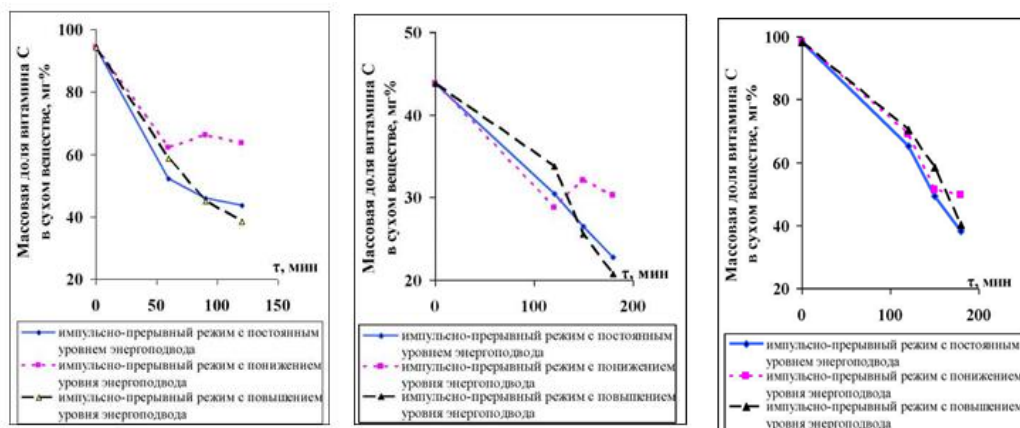 Массовая доля витамина С
в сухом веществе, мг-%
100
80
60
40
20
0
50
100
150
τ, мин
импульсно-прерывный режим с постоянным
уровнем энергоподвода
импульсно-прерывный режим с понижением
уровня энергоподвода
импульсно-прерывный режим с повышением
уровня энергоподвода
Массовая доля витамина С
в сухом веществе, мг-%
50
40
30
20
0
100
200
τ, мин
импульсно-прерывный режим с постоянным
уровнем энергоподвода
импульсно-прерывный режим с понижением
уровня энергоподвода
импульсно-прерывный режим с повышением
уровня энергоподвода
Массовая доля витамина С
в сухом веществе, мг-%
100
80
60
40
20
0
100
200
τ, мин
импульсно-прерывный режим с постоянным
уровнем энергоподвода
импульсно-прерывный режим с понижением
уровня энергоподвода
импульсно-прерывный режим с повышением
уровня энергоподвода